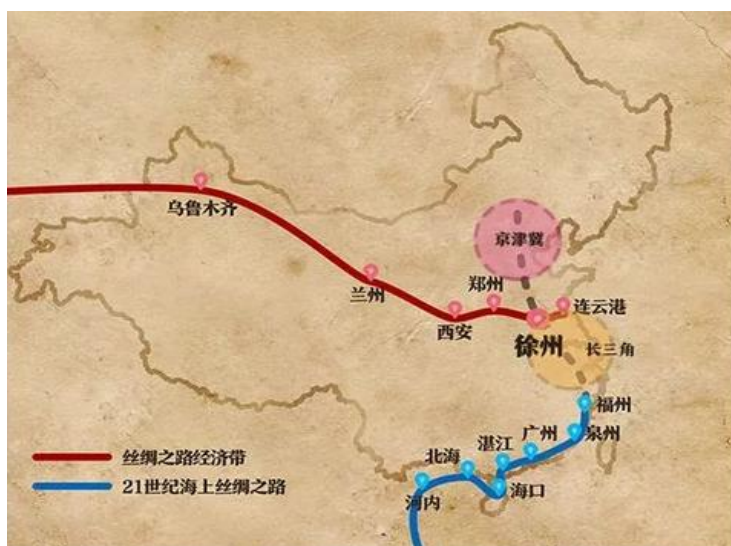 乌鲁木齐
京津冀
兰州
郑州
连云港
西安
徐州
长三角
福州
广州
泉州
湛江
北海
海口
河内
丝绸之路经济带
21世纪海上丝绸之路